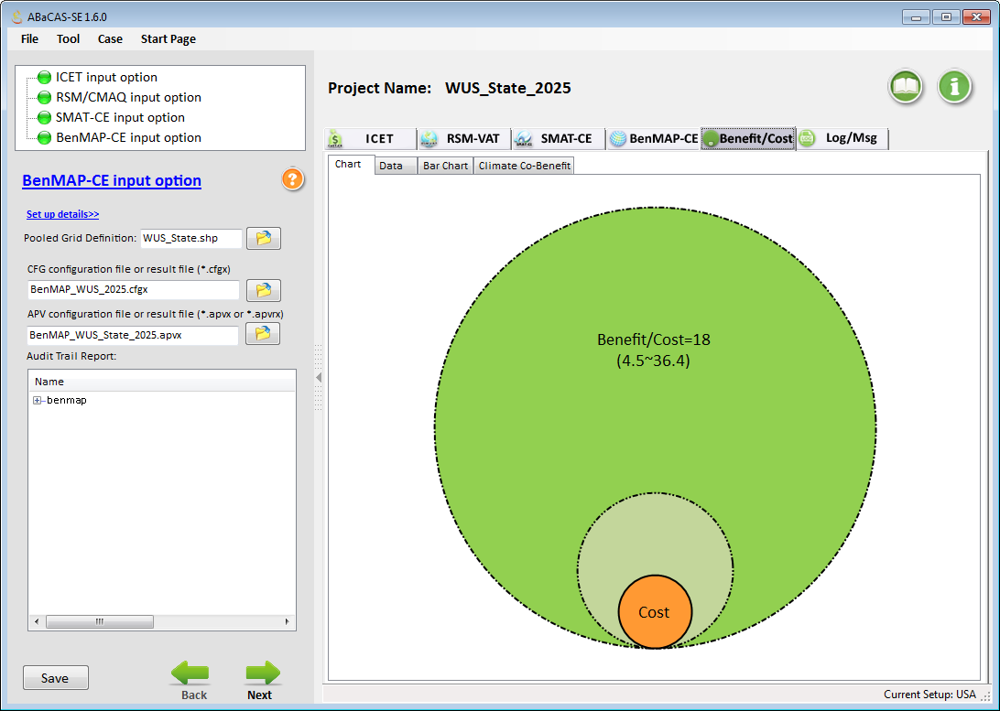 ABaCAS-SE 1.6.0
File Tool Case Start Page
ICET input option
RSM/CMAQ input option
SMAT-CE input option
BenMAP-CE input option
BenMAP-CE input option
?
Set up details>>
Pooled Grid Definition: WUS_State.shp
CFG configuration file or result file (*.cfgx)
BenMAP_WUS_2025.cfgx
APV configuration file or result file (*.apvx or *.apvrx)
BenMAP_WUS_State_2025.apvx
Audit Trail Report:
Name
benmap
Save
Back
Next
Project Name: WUS_State_2025
i
ICET RSM-VAT SMAT-CE BenMAP-CE Benefit/Cost Log/Msg
Chart Data Bar Chart Climate Co-Benefit
Benefit/Cost=18
(4.5~36.4)
Cost
Current Setup: USA